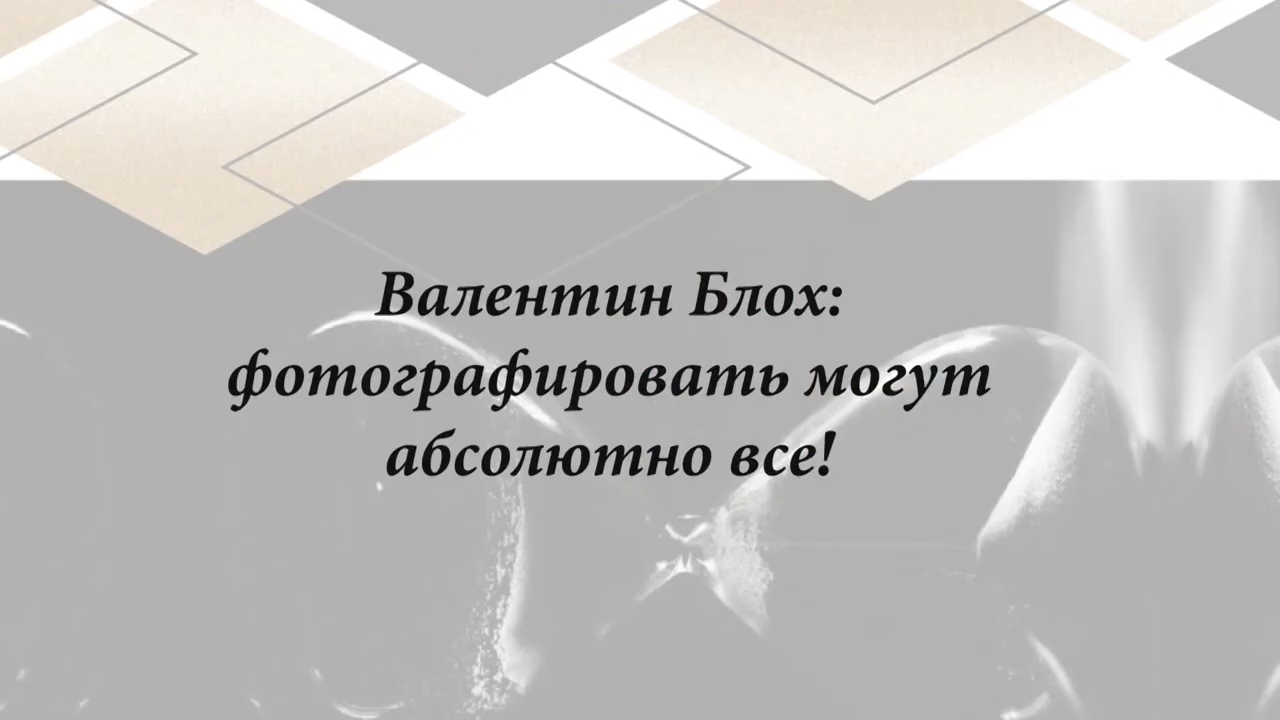 Валентин Блох:
фотографировать могут
абсолютно все!